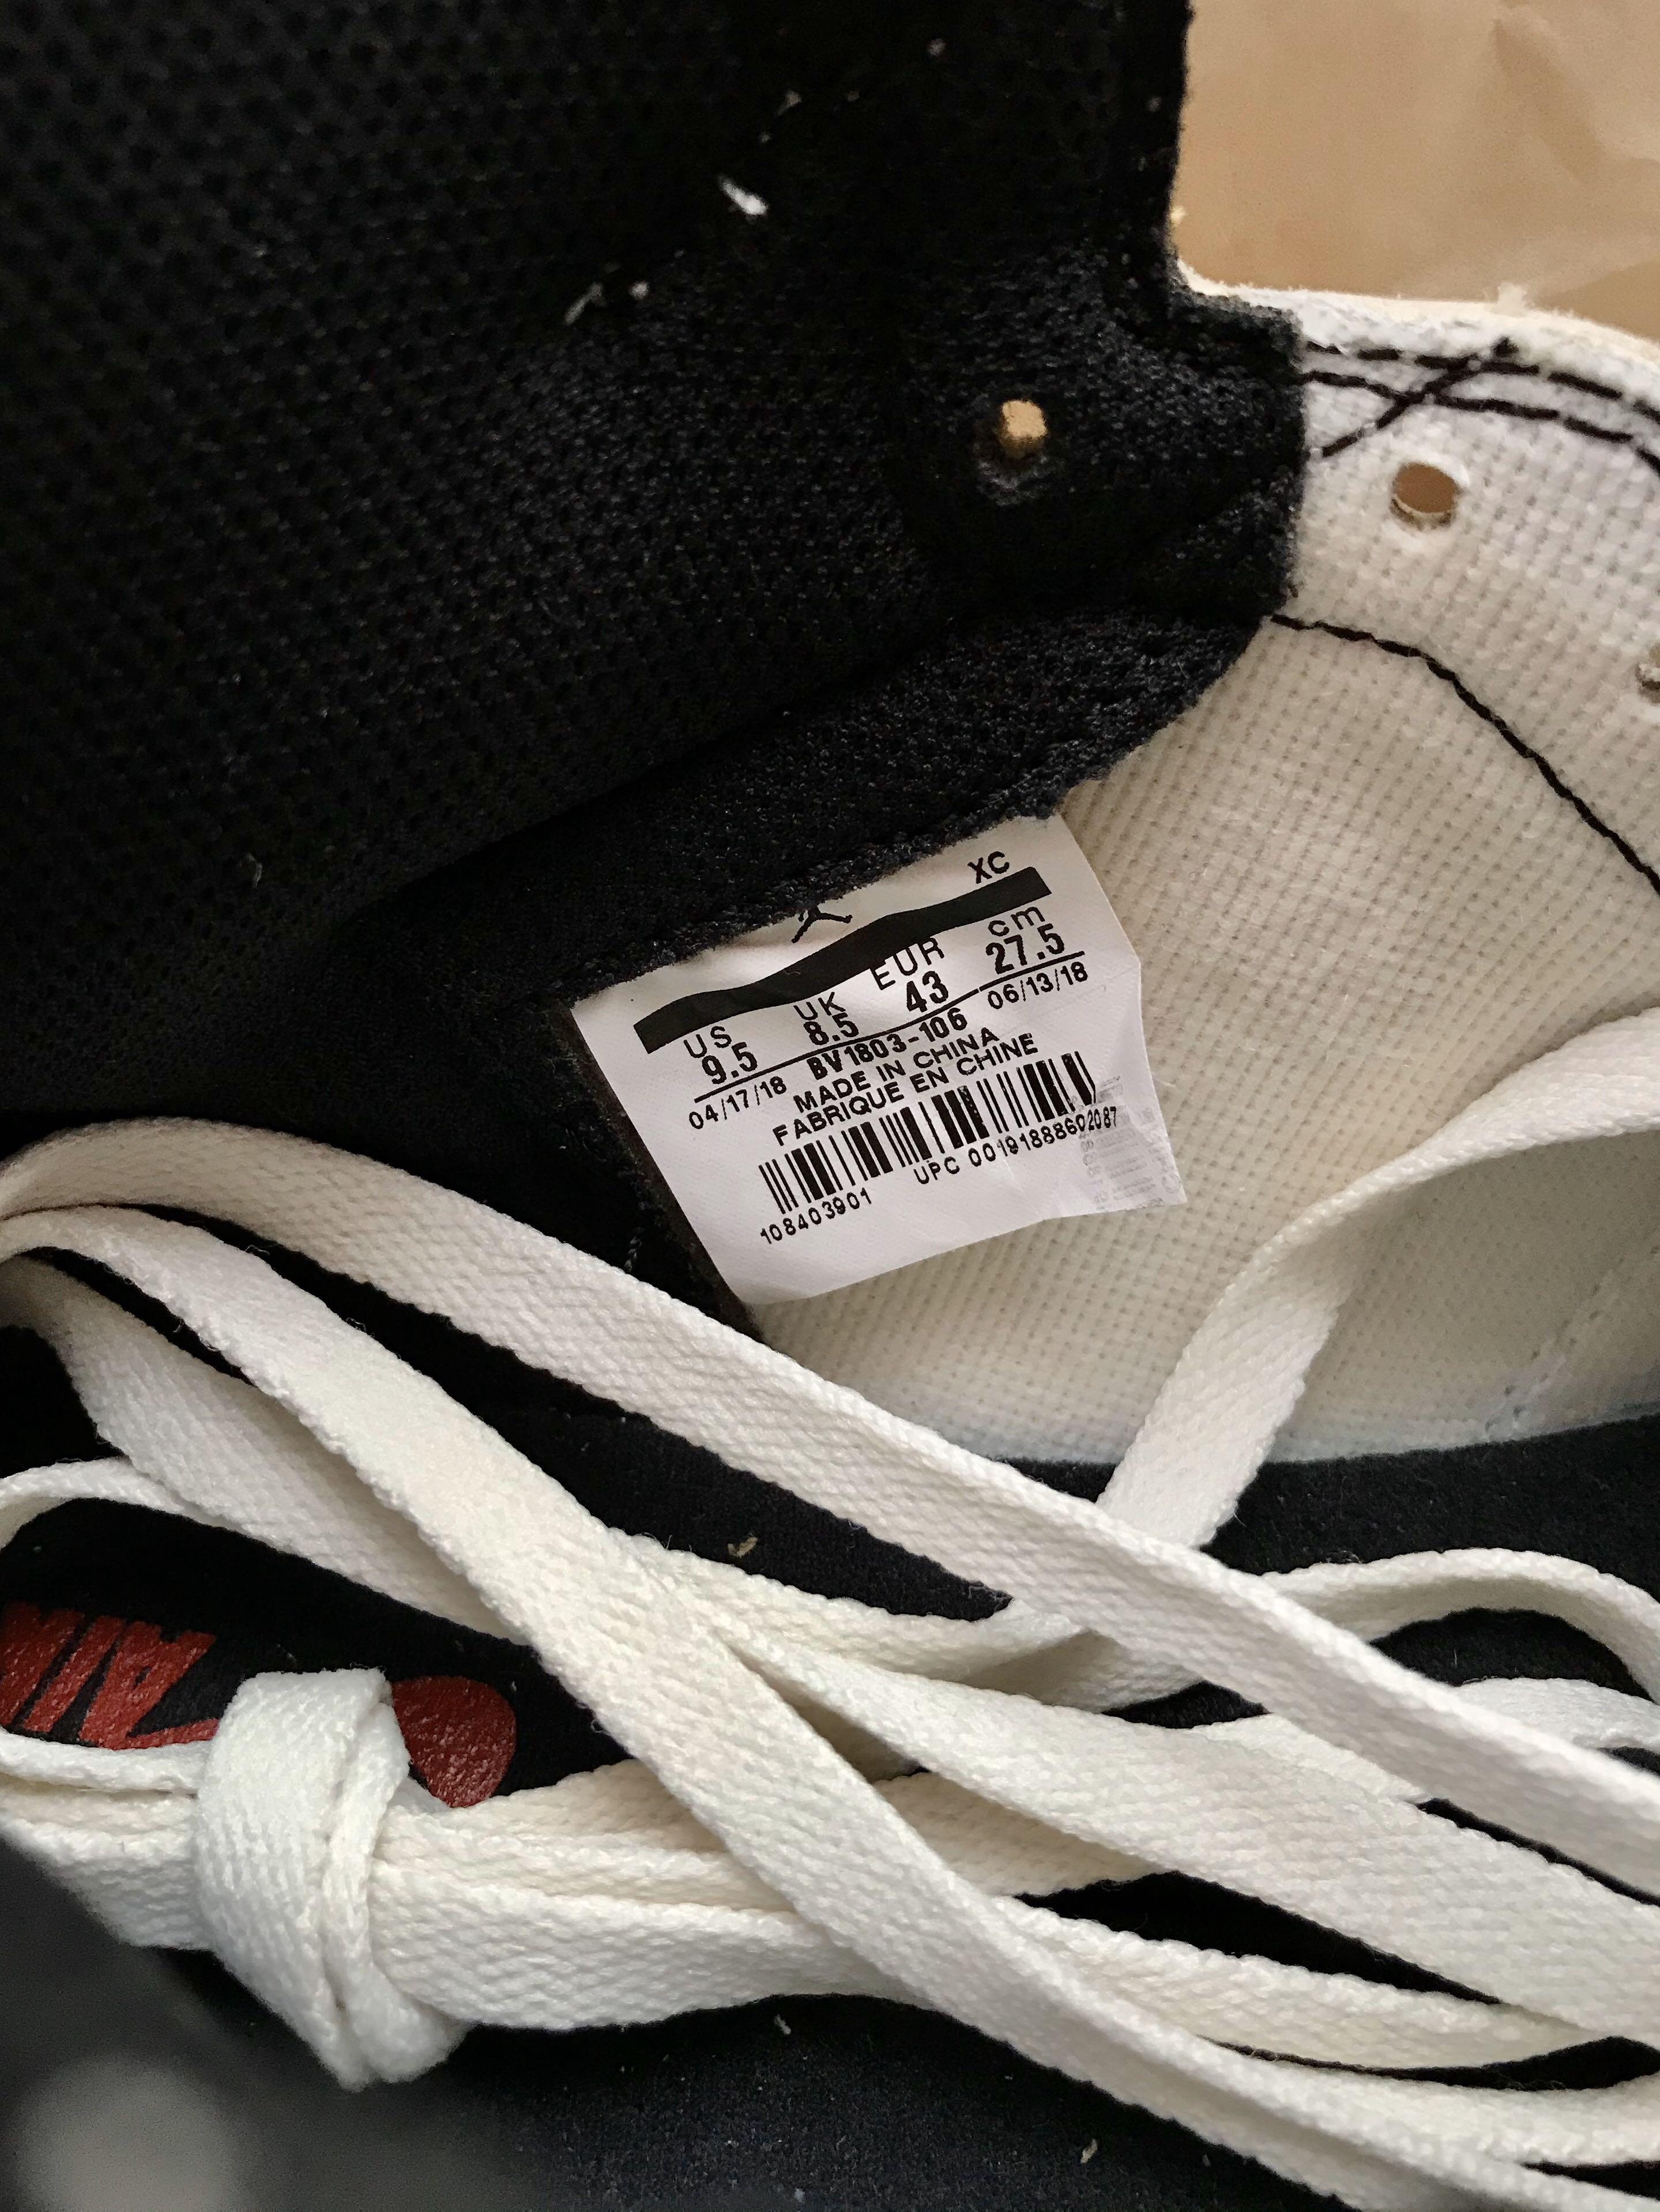 XC
US UK EUR cm
9.5 8.5 43 27.5
04/17/18 BV1803-106 06/13/18
MADE IN CHINA
FABRIQUE EN CHINE
108403901 UPC 00191888602087
AIR